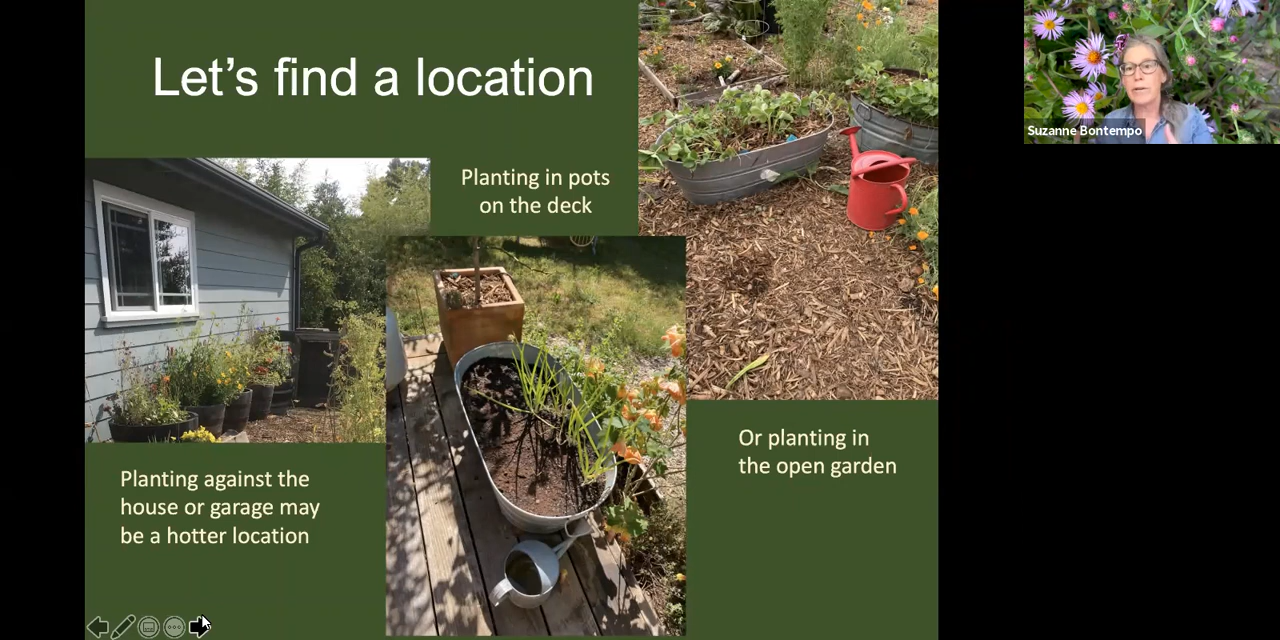 Let's find a location
Planting in pots
on the deck
Planting against the
house or garage may
be a hotter location
Or planting in
the open garden
Suzanne Bontempo